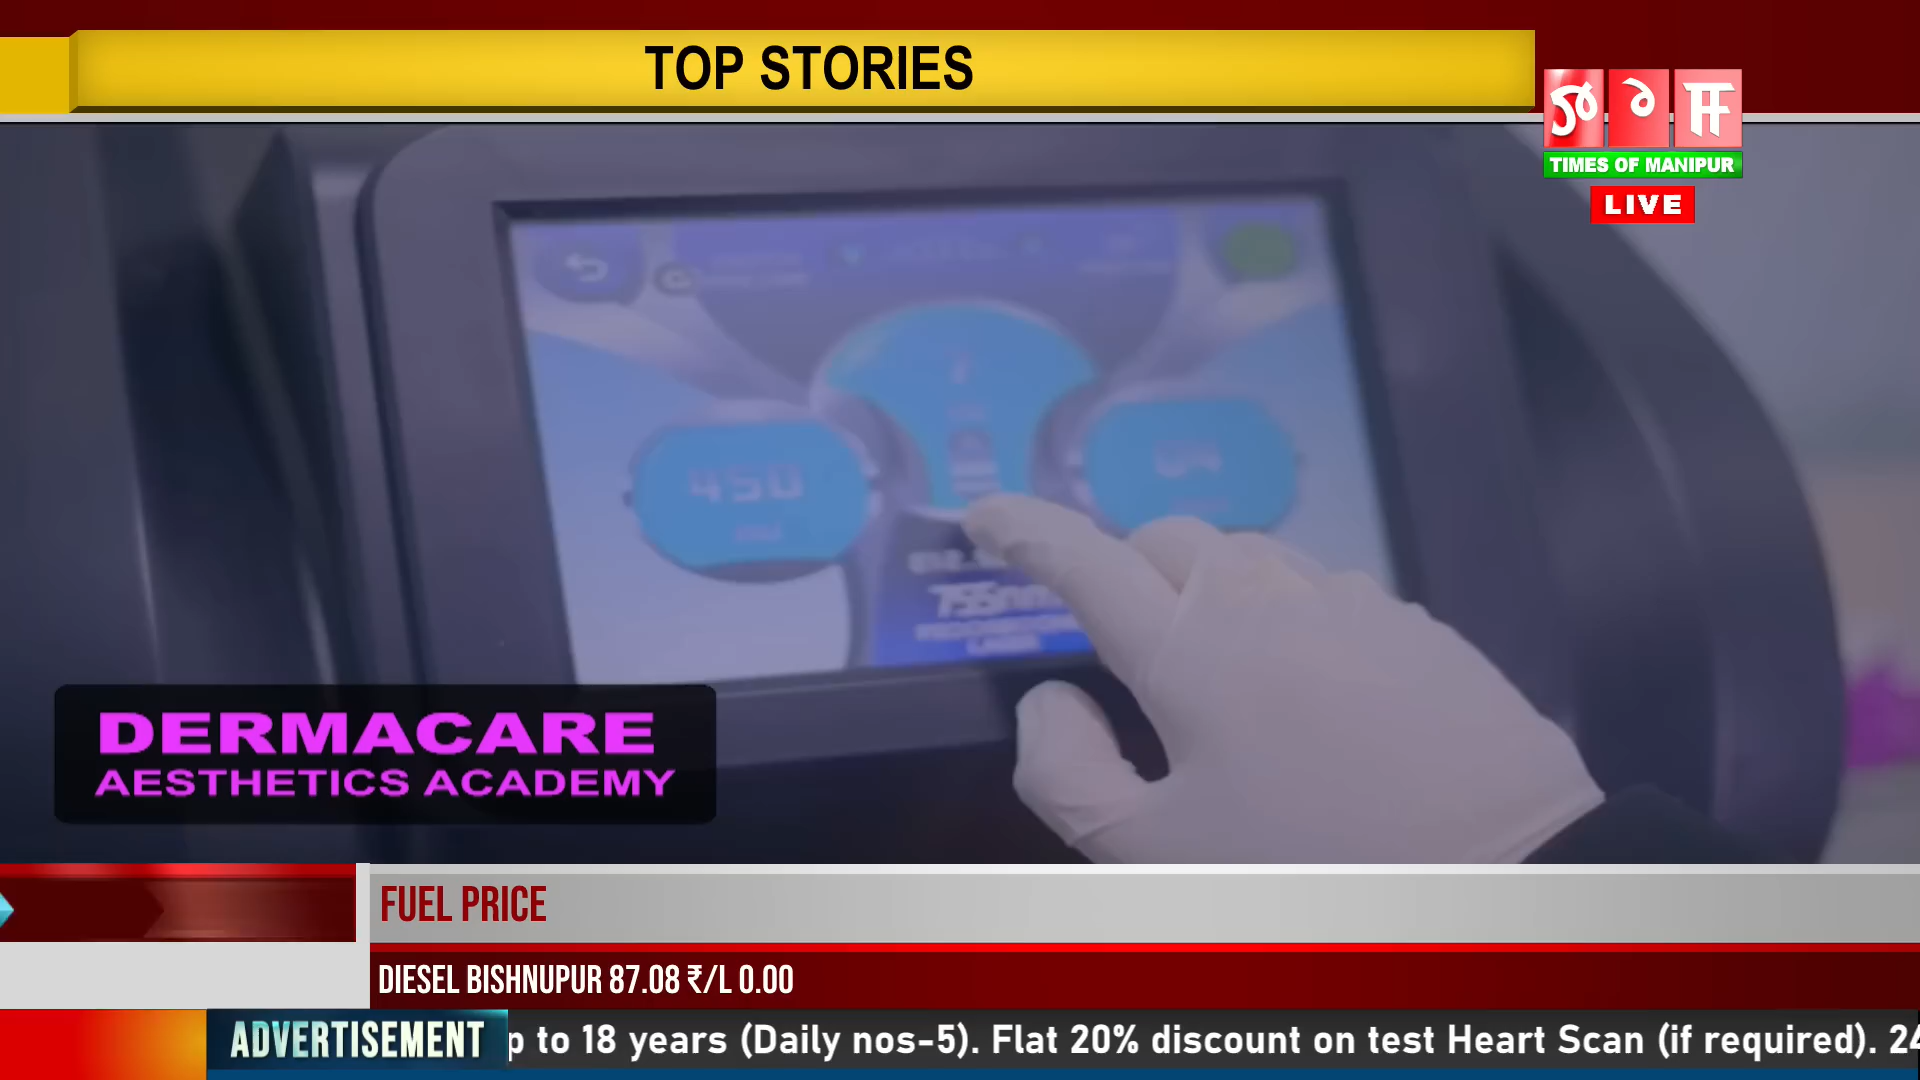 TOP STORIES
TIMES OF MANIPUR
LIVE
450
755nm
DERMACARE
AESTHETICS ACADEMY
FUEL PRICE
DIESEL BISHNUPUR 87.08 ₹/L 0.00
ADVERTISEMENT
to 18 years (Daily nos-5). Flat 20% discount on test Heart Scan (if required).